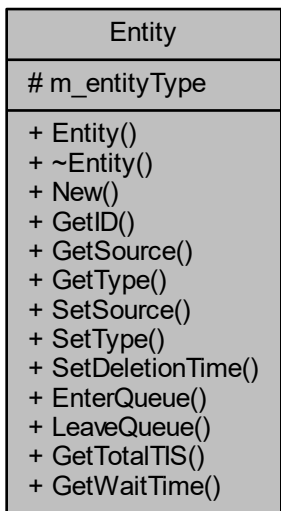 Entity
# m_entityType
+ Entity()
+ ~Entity()
+ New()
+ GetID()
+ GetSource()
+ GetType()
+ SetSource()
+ SetType()
+ SetDeletionTime()
+ EnterQueue()
+ LeaveQueue()
+ GetTotalTIS()
+ GetWaitTime()